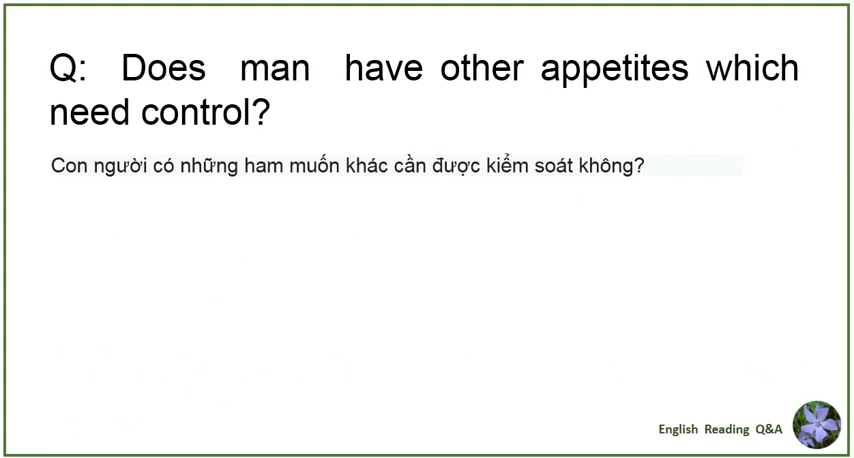 Q: Does man have other appetites which
need control?
Con người có những ham muốn khác cần được kiểm soát không?
English Reading Q&A